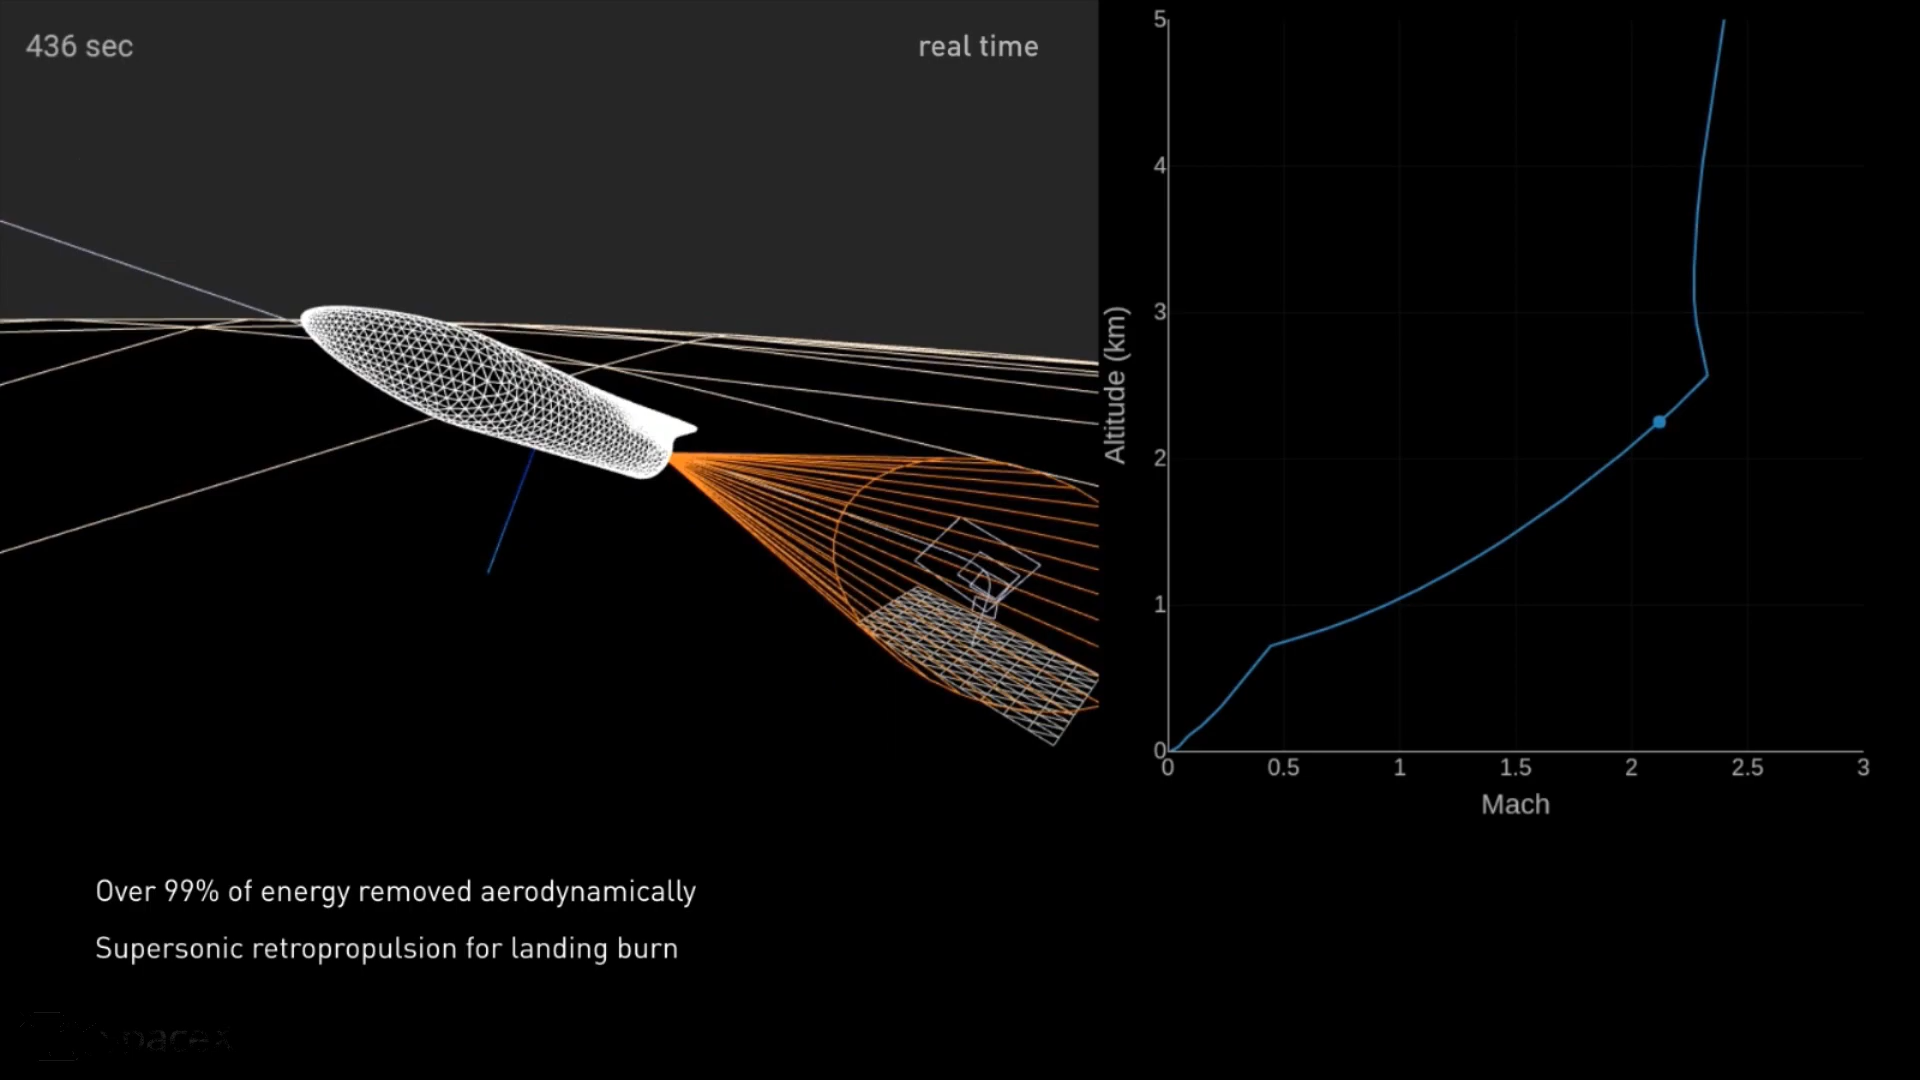 436 sec
real time
5
4
3
2
1
0
Altitude (km)
0 0.5 1 1.5 2 2.5 3
Mach
Over 99% of energy removed aerodynamically
Supersonic retropropulsion for landing burn